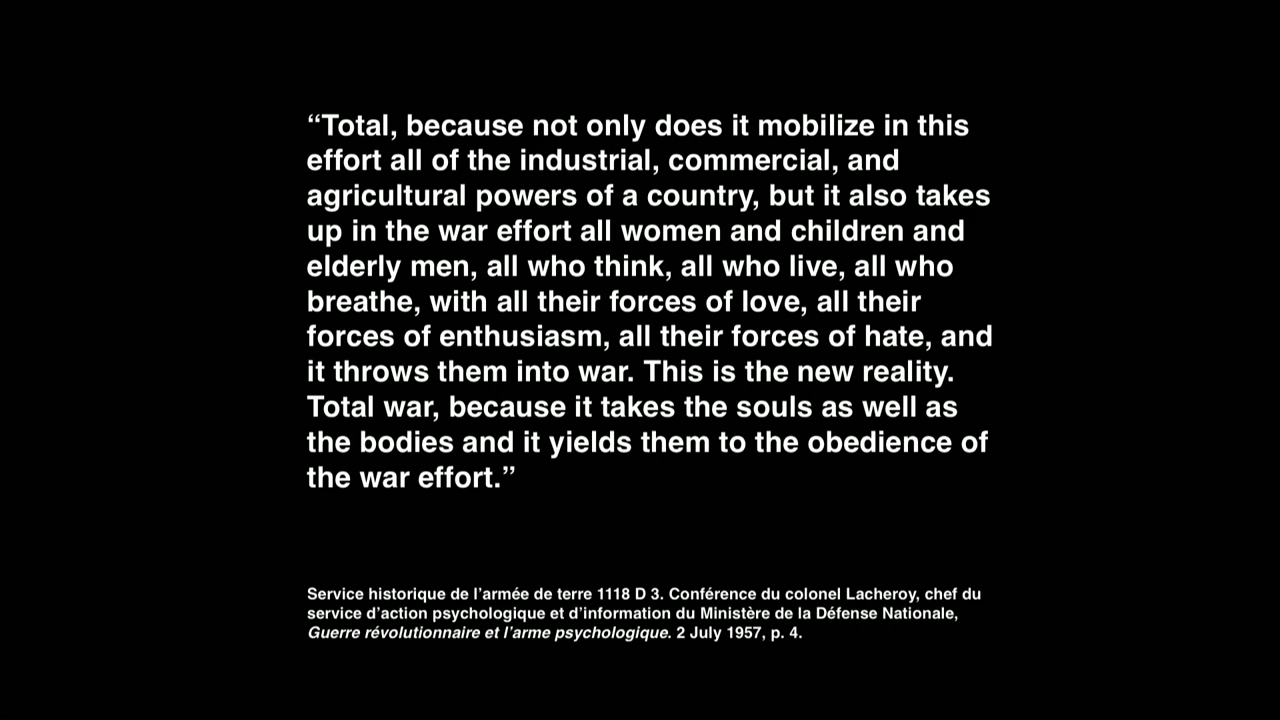 “Total, because not only does it mobilize in this
effort all of the industrial, commercial, and
agricultural powers of a country, but it also takes
up in the war effort all women and children and
elderly men, all who think, all who live, all who
breathe, with all their forces of love, all their
forces of enthusiasm, all their forces of hate, and
it throws them into war. This is the new reality.
Total war, because it takes the souls as well as
the bodies and it yields them to the obedience of
the war effort.”
Service historique de l’armée de terre 1118 D 3. Conférence du colonel Lacheroy, chef du
service d’action psychologique et d’information du Ministère de la Défense Nationale,
Guerre révolutionnaire et l’arme psychologique. 2 July 1957, p. 4.